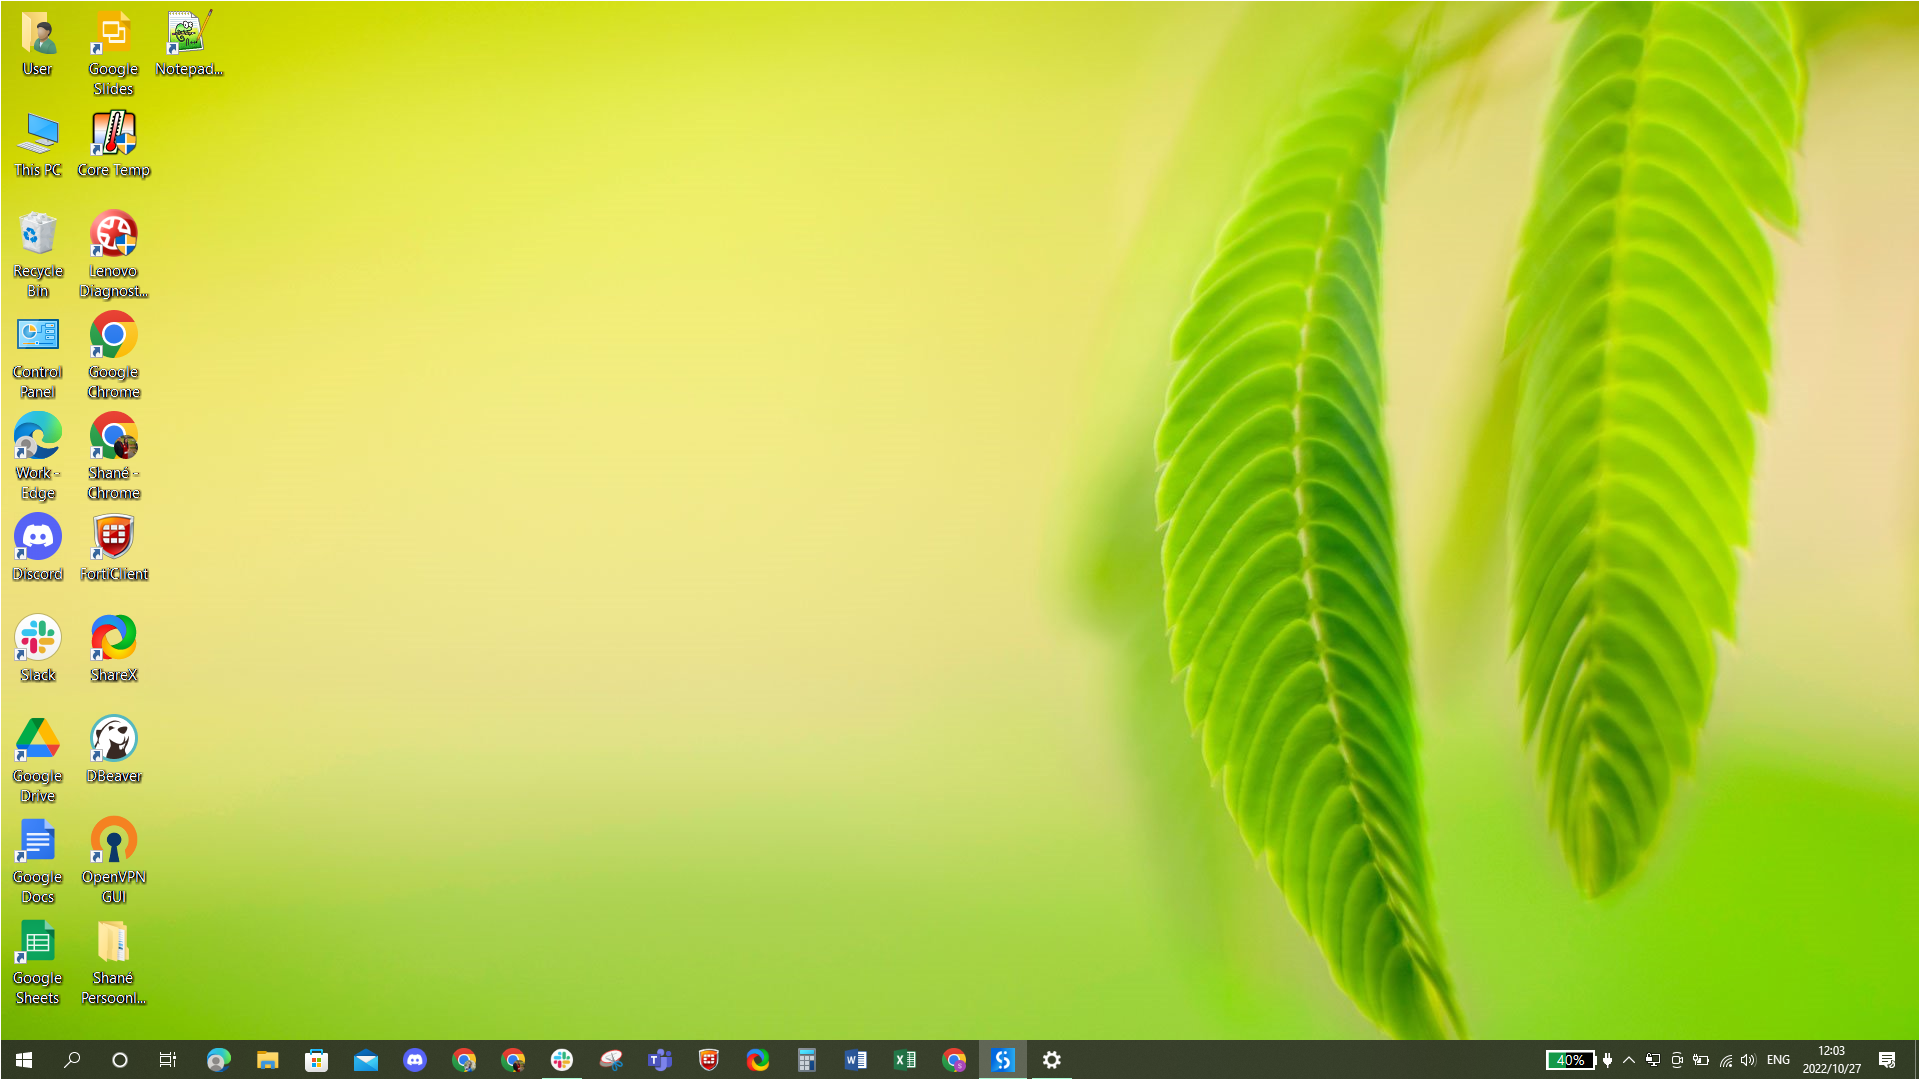 User
Google
Slides
Notepad...
This PC
Core Temp
Recycle
Bin
Lenovo
Diagnost...
Control
Panel
Google
Chrome
Work -
Edge
Shané -
Chrome
Discord
FortiClient
Slack
ShareX
Google
Drive
DBeaver
Google
Docs
OpenVPN
GUI
Google
Sheets
Shané
Persoonl...
40%
ENG
12:03
2022/10/27